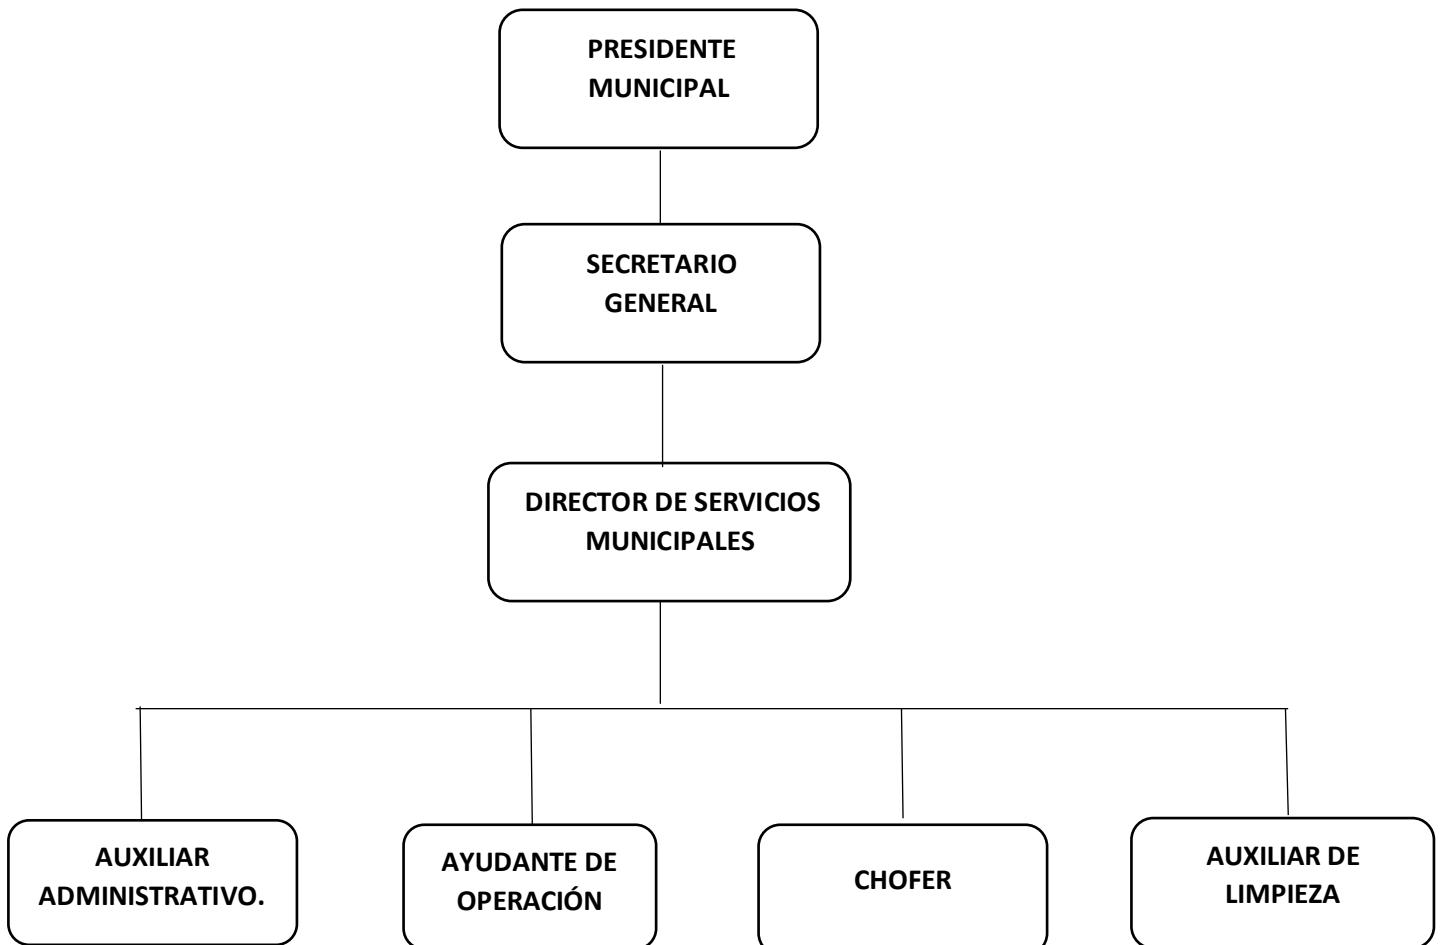 PRESIDENTE
MUNICIPAL
SECRETARIO
GENERAL
DIRECTOR DE SERVICIOS
MUNICIPALES
AUXILIAR
ADMINISTRATIVO.
AYUDANTE DE
OPERACIÓN
CHOFER
AUXILIAR DE
LIMPIEZA